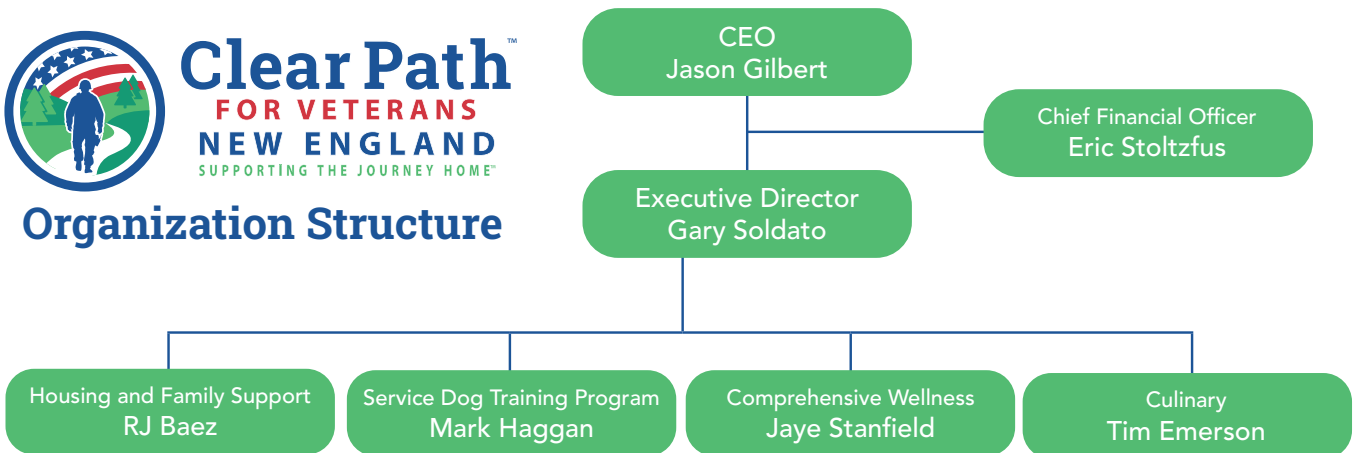 Clear Path™
FOR VETERANS
NEW ENGLAND
SUPPORTING THE JOURNEY HOME™
Organization Structure
CEO
Jason Gilbert
Chief Financial Officer
Eric Stoltzfus
Executive Director
Gary Soldato
Housing and Family Support
RJ Baez
Service Dog Training Program
Mark Haggan
Comprehensive Wellness
Jaye Stanfield
Culinary
Tim Emerson